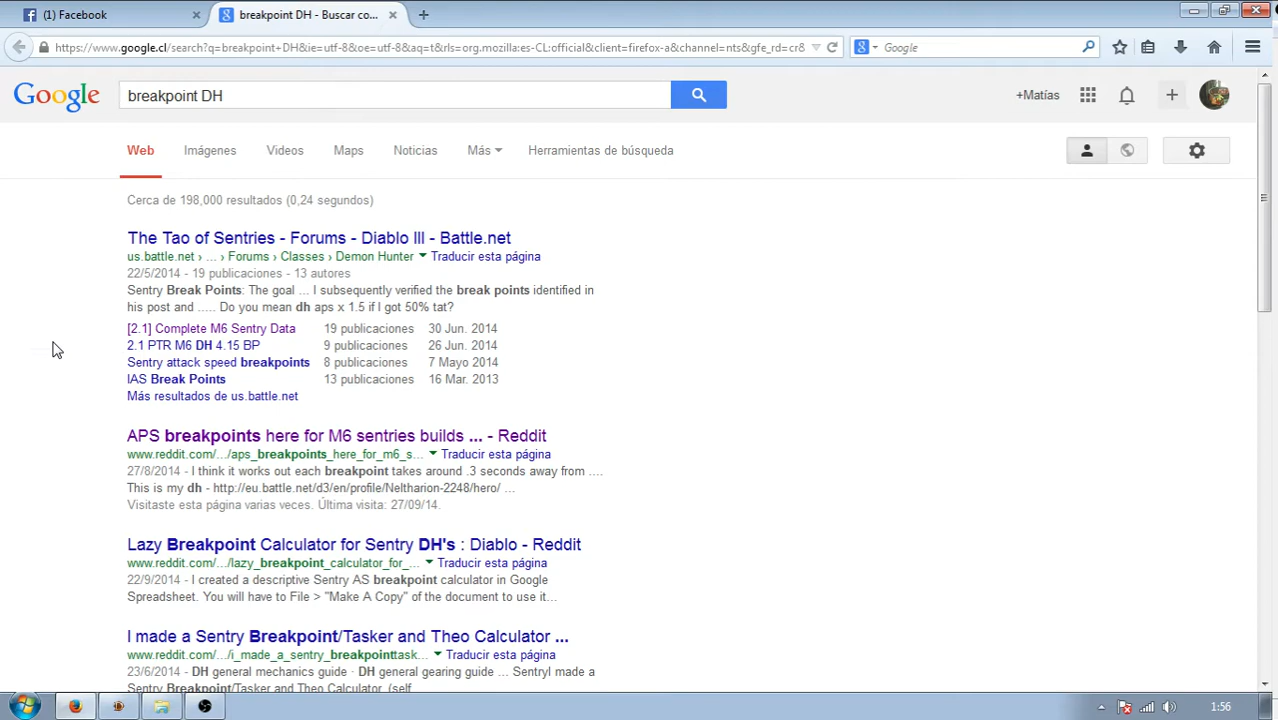 (1) Facebook
breakpoint DH - Buscar co...
https://www.google.cl/search?q=breakpoint+DH&ie=utf-8&oe=utf-8&aq=t&rls=org.mozilla:es-CL:official&client=firefox-a&channel=nts&gfe_rd=cr&
Google
Google
breakpoint DH
+Matías
Web
Imágenes
Videos
Maps
Noticias
Más
Herramientas de búsqueda
Cerca de 198,000 resultados (0,24 segundos)
The Tao of Sentries - Forums - Diablo III - Battle.net
us.battle.net › ... › Forums › Classes › Demon Hunter Traducir esta página
22/5/2014 - 19 publicaciones - 13 autores
Sentry Break Points: The goal ... I subsequently verified the break points identified in
his post and ..... Do you mean dh aps x 1.5 if I got 50% tat?
[2.1] Complete M6 Sentry Data 19 publicaciones 30 Jun. 2014
2.1 PTR M6 DH 4.15 BP 9 publicaciones 26 Jun. 2014
Sentry attack speed breakpoints 8 publicaciones 7 Mayo 2014
IAS Break Points 13 publicaciones 16 Mar. 2013
Más resultados de us.battle.net
APS breakpoints here for M6 sentries builds ... - Reddit
www.reddit.com/.../aps_breakpoints_here_for_m6_s... Traducir esta página
27/8/2014 - I think it works out each breakpoint takes around .3 seconds away from ....
This is my dh - http://eu.battle.net/d3/en/profile/Neltharion-2248/hero/ ...
Visitaste esta página varias veces. Última visita: 27/09/14.
Lazy Breakpoint Calculator for Sentry DH's : Diablo - Reddit
www.reddit.com/.../lazy_breakpoint_calculator_for_... Traducir esta página
22/9/2014 - I created a descriptive Sentry AS breakpoint calculator in Google
Spreadsheet. You will have to File > "Make A Copy" of the document to use it...
I made a Sentry Breakpoint/Tasker and Theo Calculator ...
www.reddit.com/.../i_made_a_sentry_breakpointtask... Traducir esta página
23/6/2014 - DH general mechanics guide · DH general gearing guide ... SentryI made a
Sentry Breakpoint/Tasker and Theo Calculator. (self.
1:56